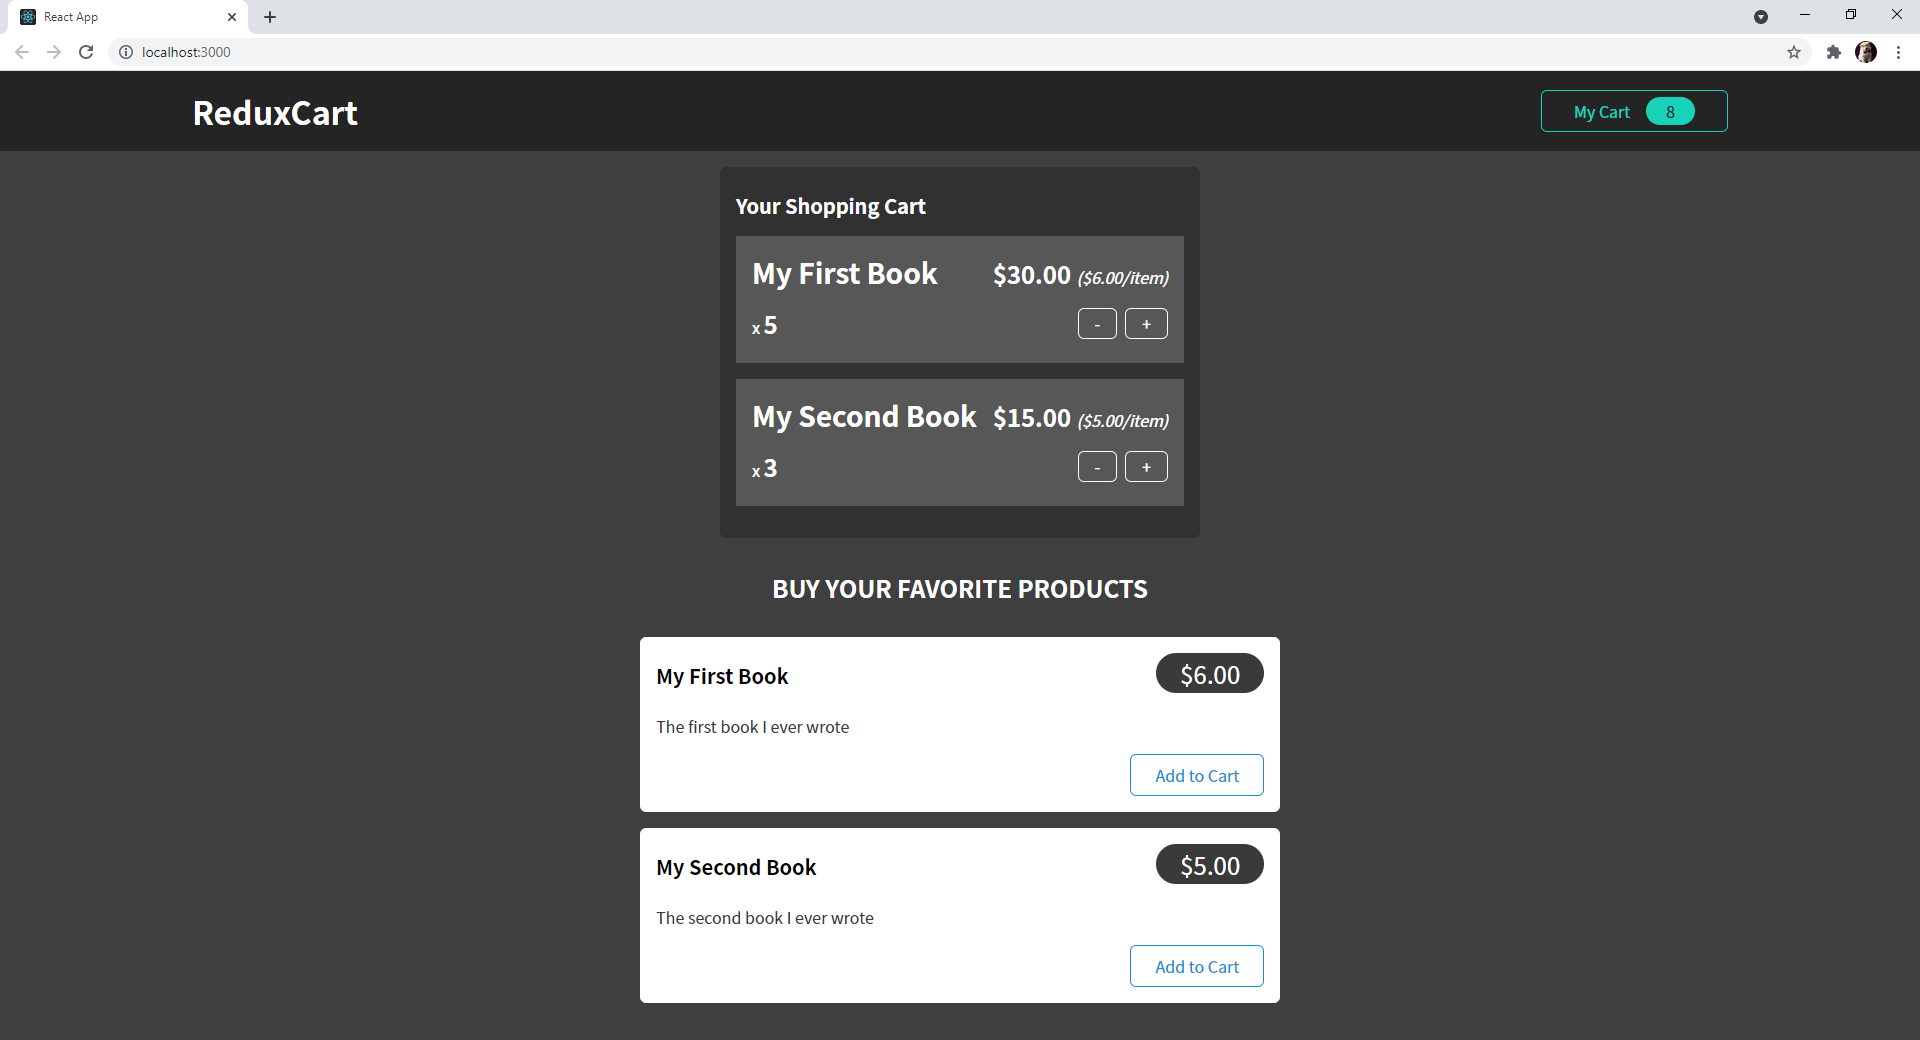 React App
localhost:3000
ReduxCart
My Cart 8
Your Shopping Cart
My First Book $30.00 ($6.00/item)
x 5 - +
My Second Book $15.00 ($5.00/item)
x 3 - +
BUY YOUR FAVORITE PRODUCTS
My First Book $6.00
The first book I ever wrote
Add to Cart
My Second Book $5.00
The second book I ever wrote
Add to Cart